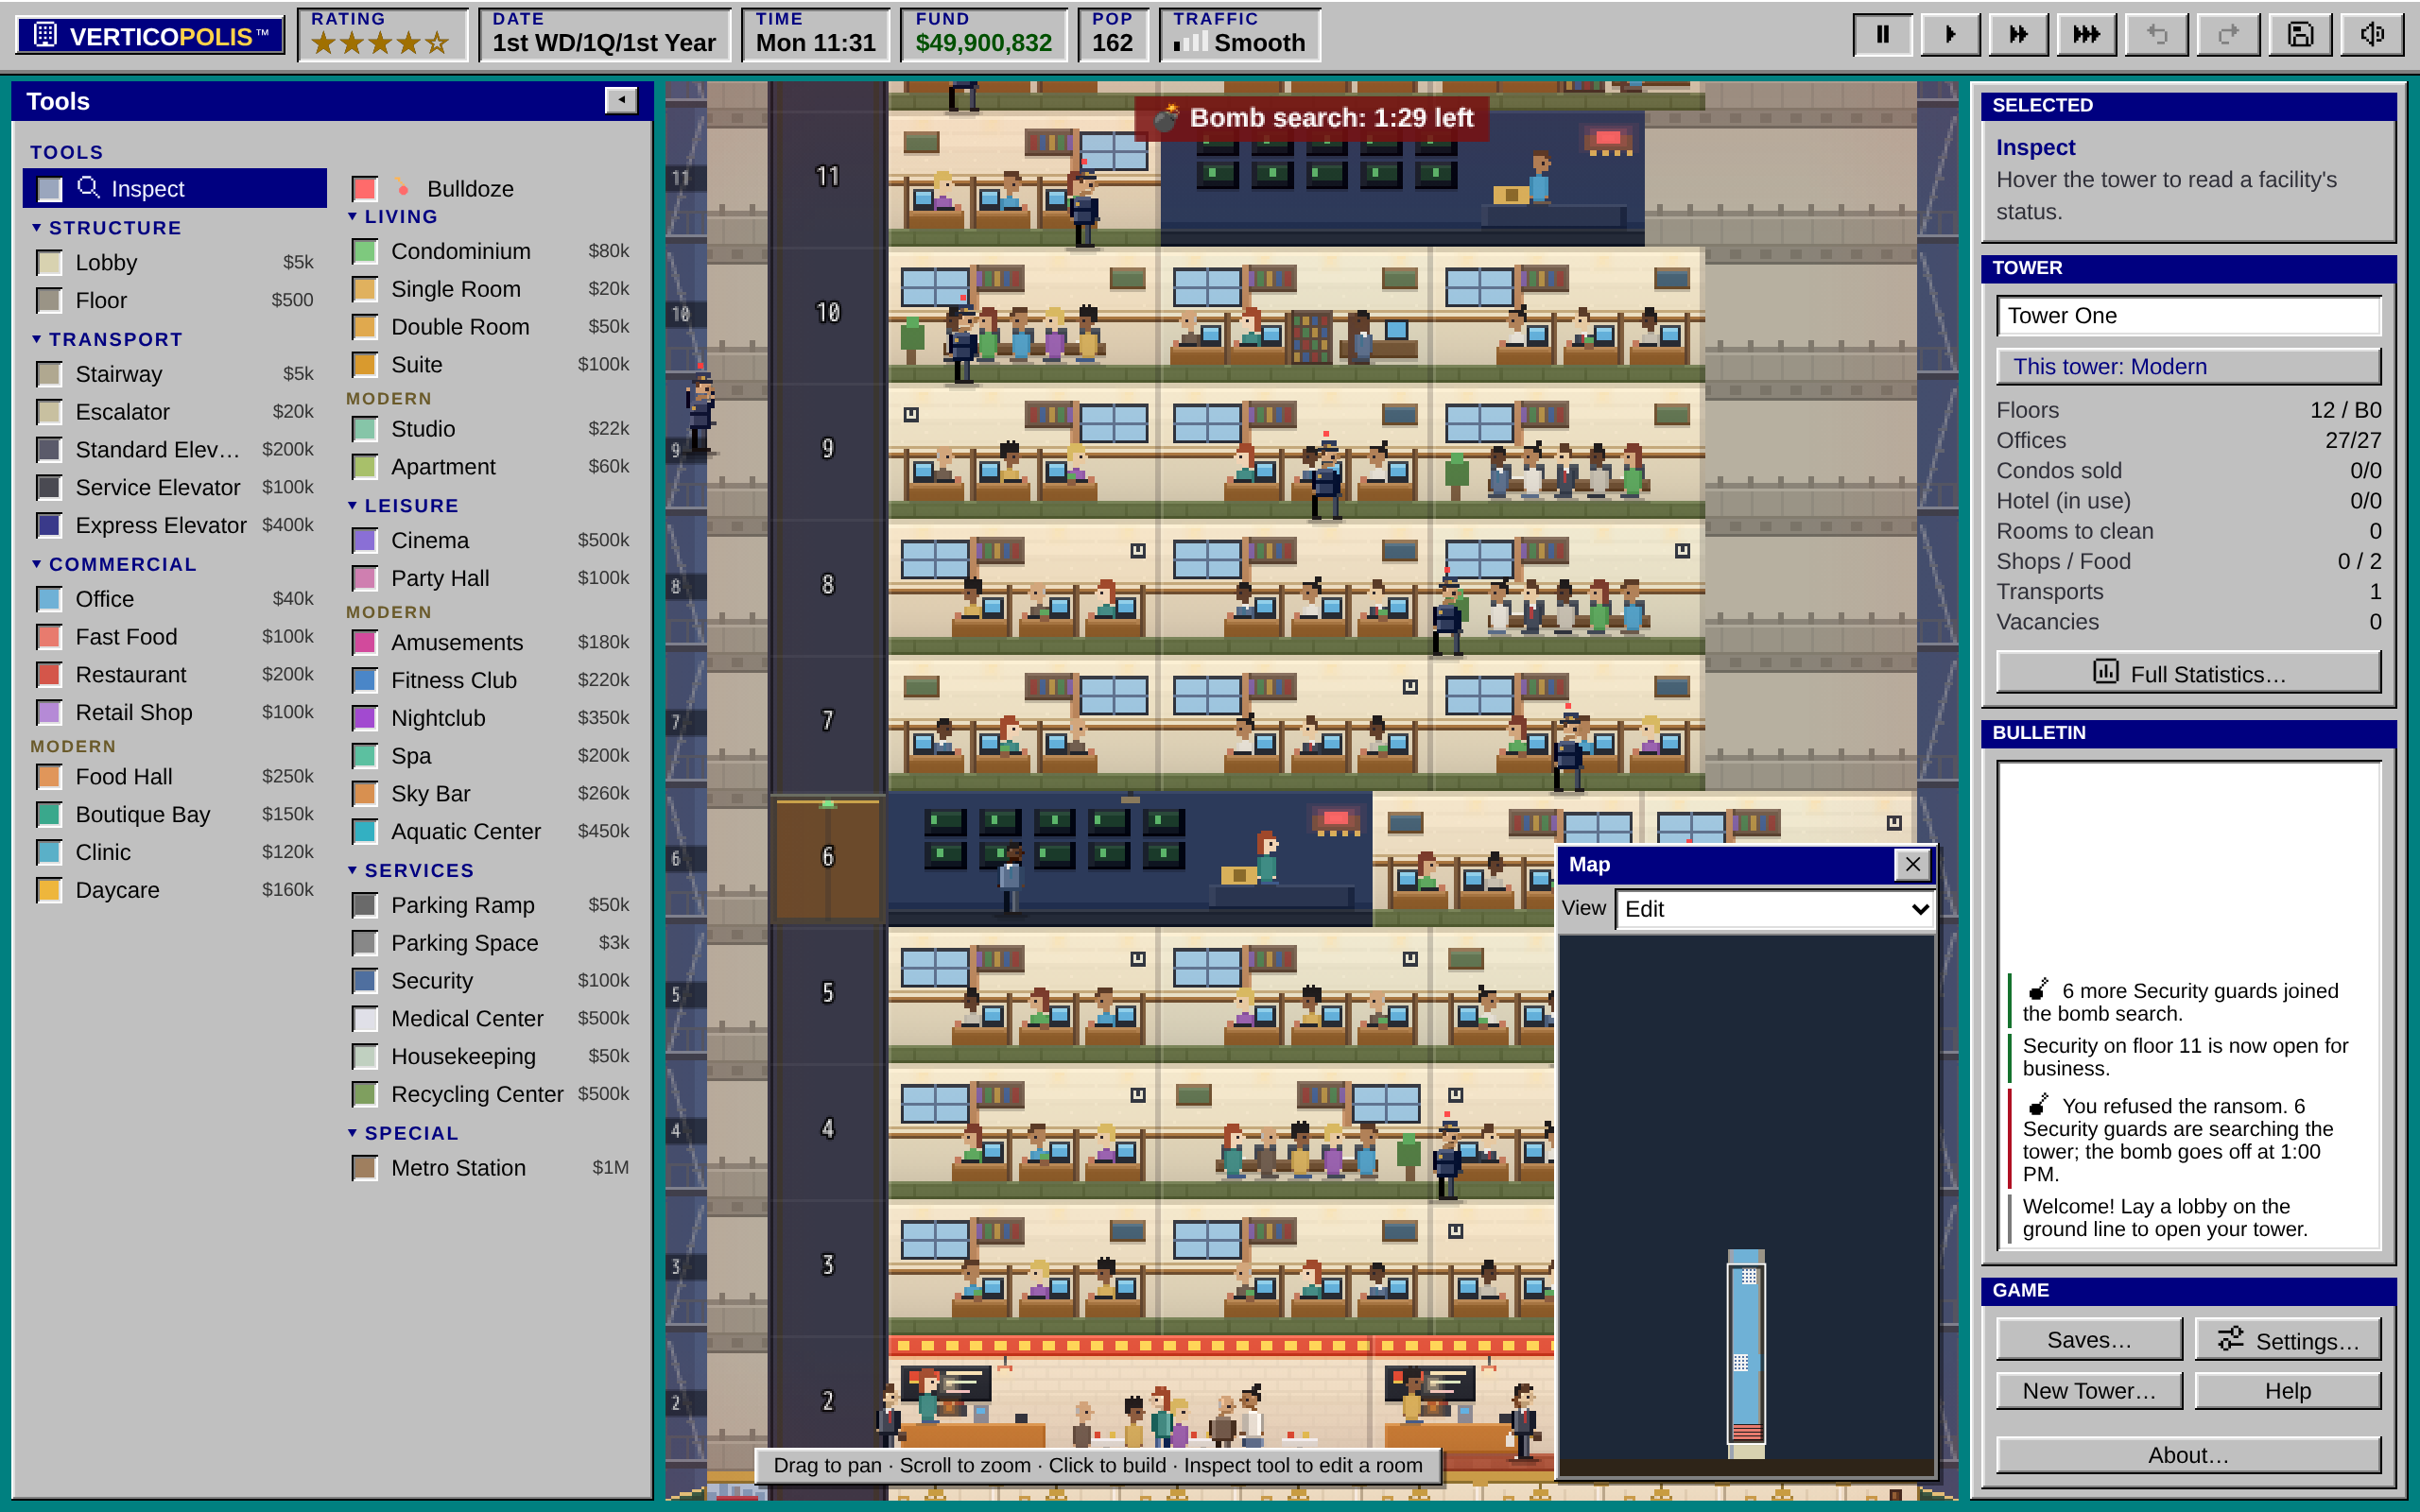 VERTICOPOLIS™
RATING
DATE
1st WD/1Q/1st Year
TIME
Mon 11:31
FUND
$49,900,832
POP
162
TRAFFIC
Smooth
Tools
TOOLS
Inspect
STRUCTURE
Lobby $5k
Floor $500
TRANSPORT
Stairway $5k
Escalator $20k
Standard Elev… $200k
Service Elevator $100k
Express Elevator $400k
COMMERCIAL
Office $40k
Fast Food $100k
Restaurant $200k
Retail Shop $100k
MODERN
Food Hall $250k
Boutique Bay $150k
Clinic $120k
Daycare $160k
Bulldoze
LIVING
Condominium $80k
Single Room $20k
Double Room $50k
Suite $100k
MODERN
Studio $22k
Apartment $60k
LEISURE
Cinema $500k
Party Hall $100k
MODERN
Amusements $180k
Fitness Club $220k
Nightclub $350k
Spa $200k
Sky Bar $260k
Aquatic Center $450k
SERVICES
Parking Ramp $50k
Parking Space $3k
Security $100k
Medical Center $500k
Housekeeping $50k
Recycling Center $500k
SPECIAL
Metro Station $1M
Bomb search: 1:29 left
11 11
10 10
9 9
8 8
7 7
6 6
5 5
4 4
3 3
2 2
Drag to pan · Scroll to zoom · Click to build · Inspect tool to edit a room
Map
View Edit
SELECTED
Inspect
Hover the tower to read a facility's
status.
TOWER
Tower One
This tower: Modern
Floors 12 / B0
Offices 27/27
Condos sold 0/0
Hotel (in use) 0/0
Rooms to clean 0
Shops / Food 0 / 2
Transports 1
Vacancies 0
Full Statistics…
BULLETIN
6 more Security guards joined
the bomb search.
Security on floor 11 is now open for
business.
You refused the ransom. 6
Security guards are searching the
tower; the bomb goes off at 1:00
PM.
Welcome! Lay a lobby on the
ground line to open your tower.
GAME
Saves…
Settings…
New Tower…
Help
About…